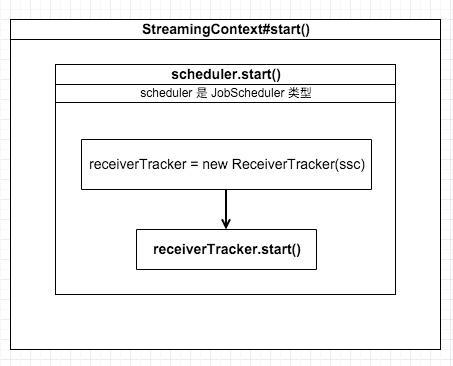 StreamingContext#start()
scheduler.start()
scheduler 是 JobScheduler 类型
receiverTracker = new ReceiverTracker(ssc)
receiverTracker.start()